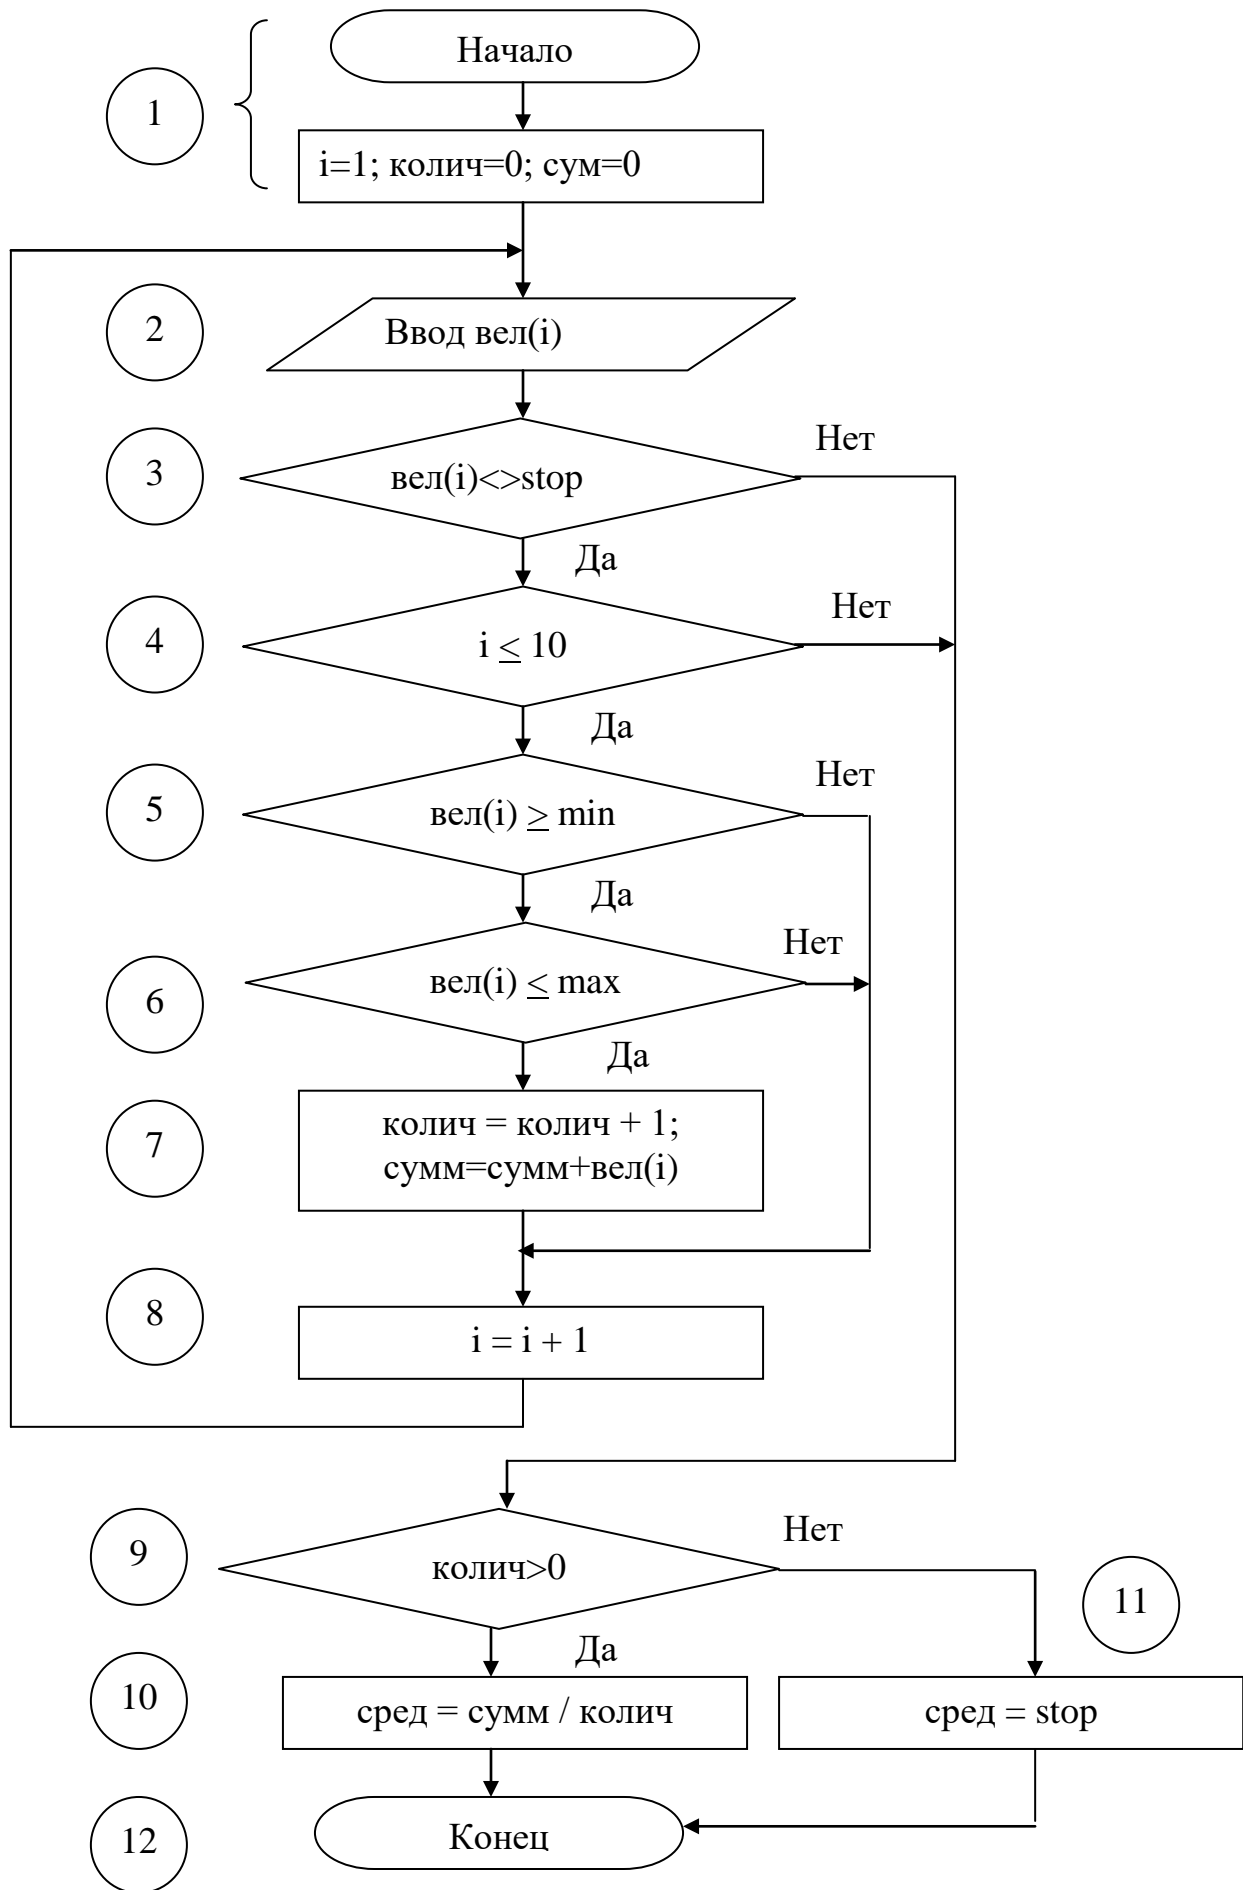 Начало
1
i=1; колич=0; сум=0
2
Ввод вел(i)
Нет
3
вел(i)<>stop
Да
Нет
4
i ≤ 10
Да
Нет
5
вел(i) ≥ min
Да
Нет
6
вел(i) ≤ max
Да
7
колич = колич + 1;
сумм=сумм+вел(i)
8
i = i + 1
Нет
9
колич>0
11
Да
10
сред = сумм / колич
сред = stop
12
Конец